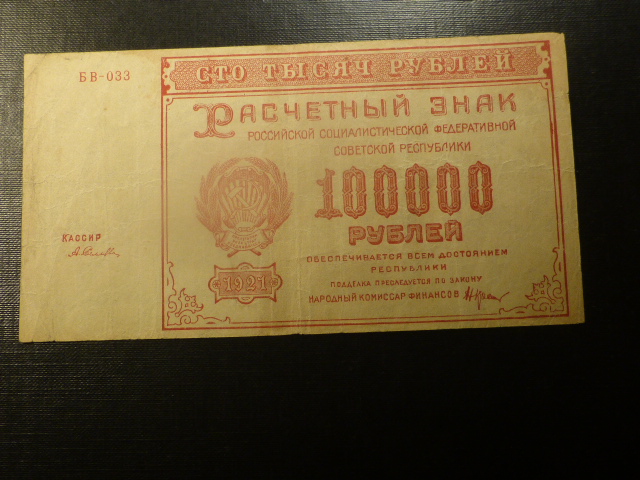 БВ-033
СТО ТЫСЯЧ РУБЛЕЙ
РАСЧЕТНЫЙ ЗНАК
РОССИЙСКОЙ СОЦИАЛИСТИЧЕСКОЙ ФЕДЕРАТИВНОЙ
СОВЕТСКОЙ РЕСПУБЛИКИ
100000
РУБЛЕЙ
КАССИР
ОБЕСПЕЧИВАЕТСЯ ВСЕМ ДОСТОЯНИЕМ
РЕСПУБЛИКИ
ПОДДЕЛКА ПРЕСЛЕДУЕТСЯ ПО ЗАКОНУ
1921
НАРОДНЫЙ КОМИССАР ФИНАНСОВ